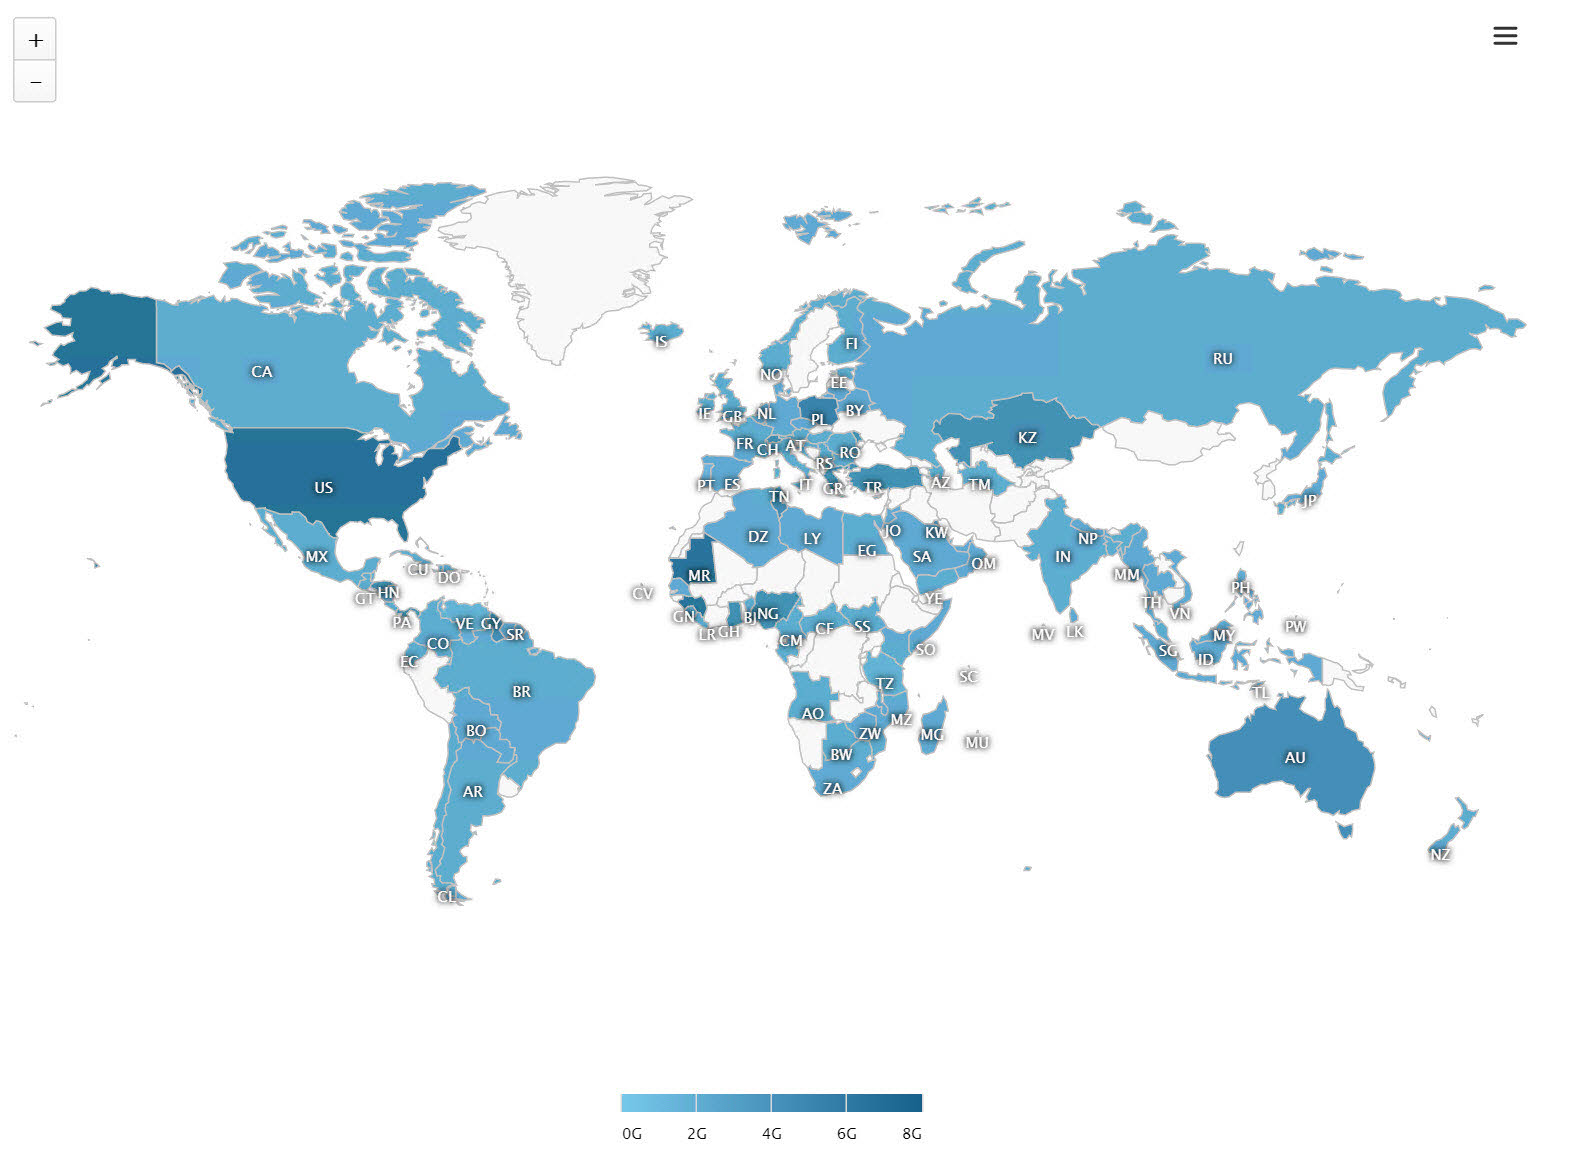 +
−
IS
CA
NO
FI
RU
EE
IE
GB
NL
PL
BY
FR
CH
AT
RO
KZ
RS
PT
ES
IT
GR
TR
AZ
TM
US
TN
JP
DZ
LY
EG
JO
KW
SA
OM
NP
IN
MX
CU
DO
MR
MM
GT
HN
CV
YE
TH
VN
PH
PA
VE
GY
SR
GN
LR
GH
BJ
NG
CM
CF
SS
MV
LK
PW
CO
EC
SO
MY
SG
ID
BR
TZ
SC
TL
BO
AO
MZ
ZW
MG
MU
BW
AU
AR
ZA
NZ
CL
0G 2G 4G 6G 8G